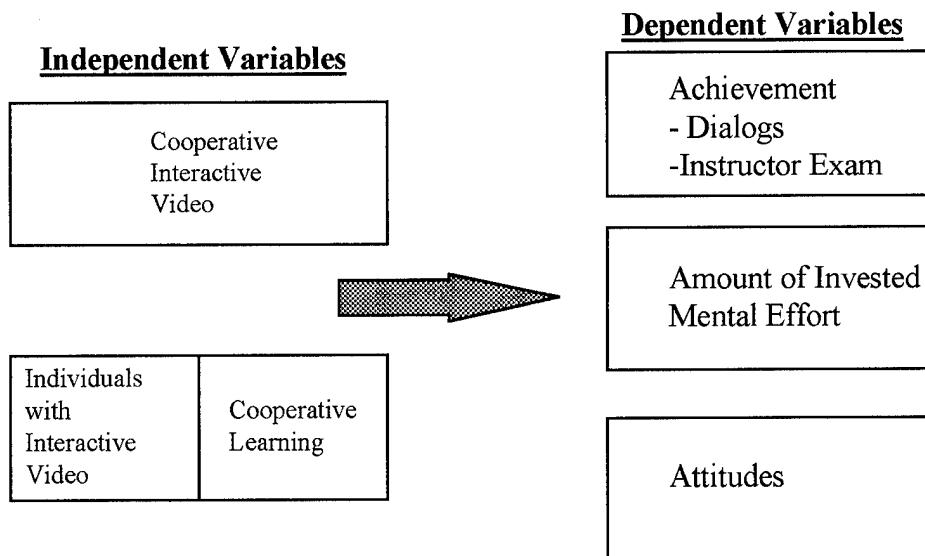 Independent Variables
Cooperative
Interactive
Video
Individuals
with
Interactive
Video
Cooperative
Learning
Dependent Variables
Achievement
- Dialogs
-Instructor Exam
Amount of Invested
Mental Effort
Attitudes